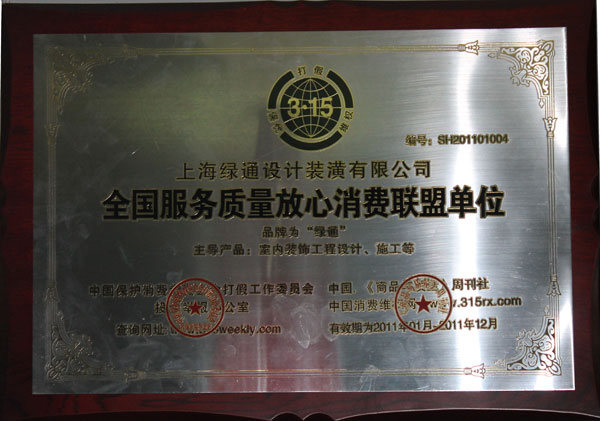 打假
3·15
维权
编号：SH201101004
上海绿通设计装潢有限公司
全国服务质量放心消费联盟单位
品牌为“绿通”
主导产品：室内装饰工程设计、施工等
中国保护消费 打假工作委员会
公室
查询网址: weekly.com
中国《商品 》周刊社
中国消费维 .315rx.com
有效期为2011年01月-2011年12月